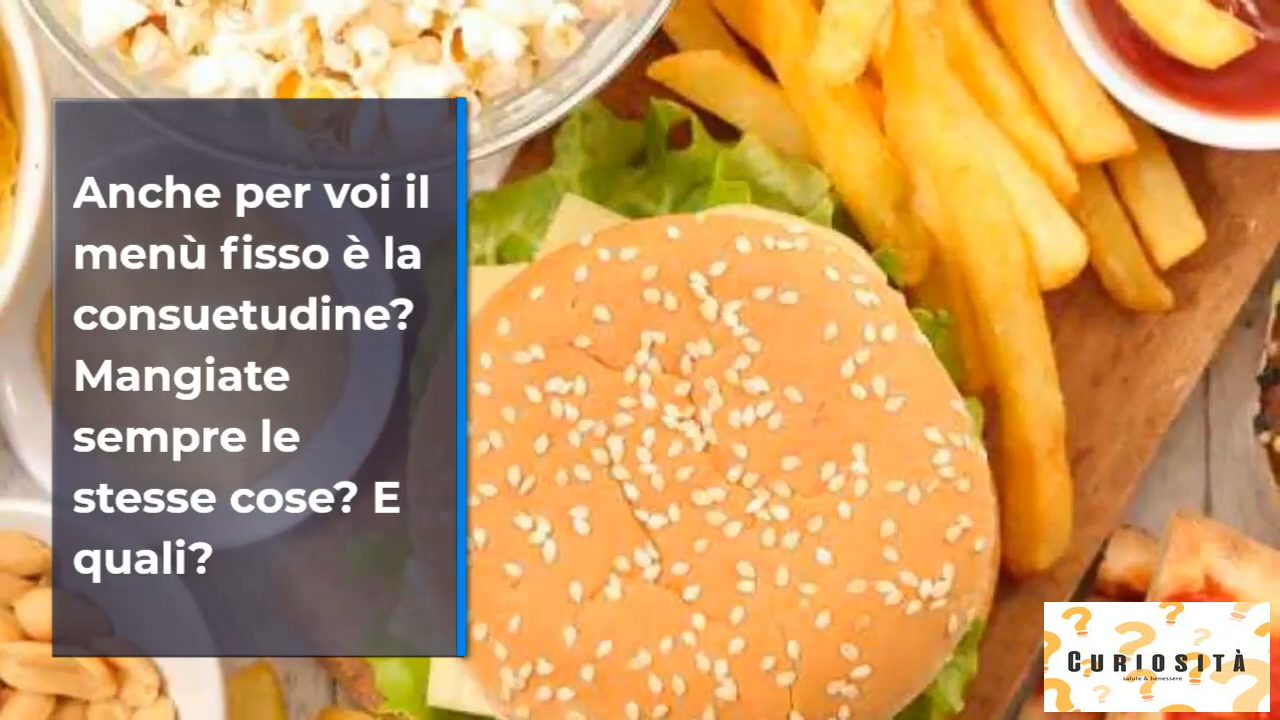 Anche per voi il
menù fisso è la
consuetudine?
Mangiate
sempre le
stesse cose? E
quali?
CURIOSITÀ
salute & benessere